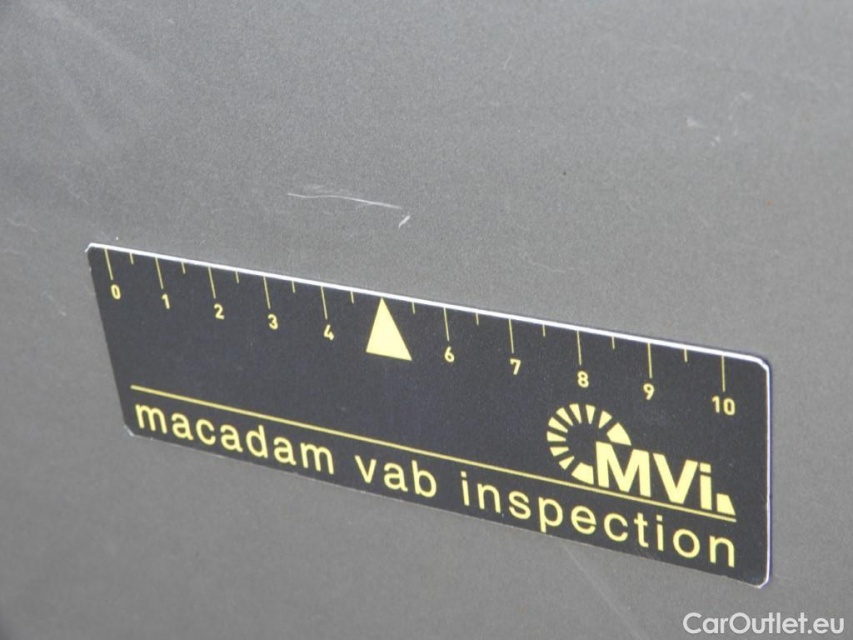 0 1 2 3 4 6 7 8 9 10
MVi
macadam vab inspection
CarOutlet.eu